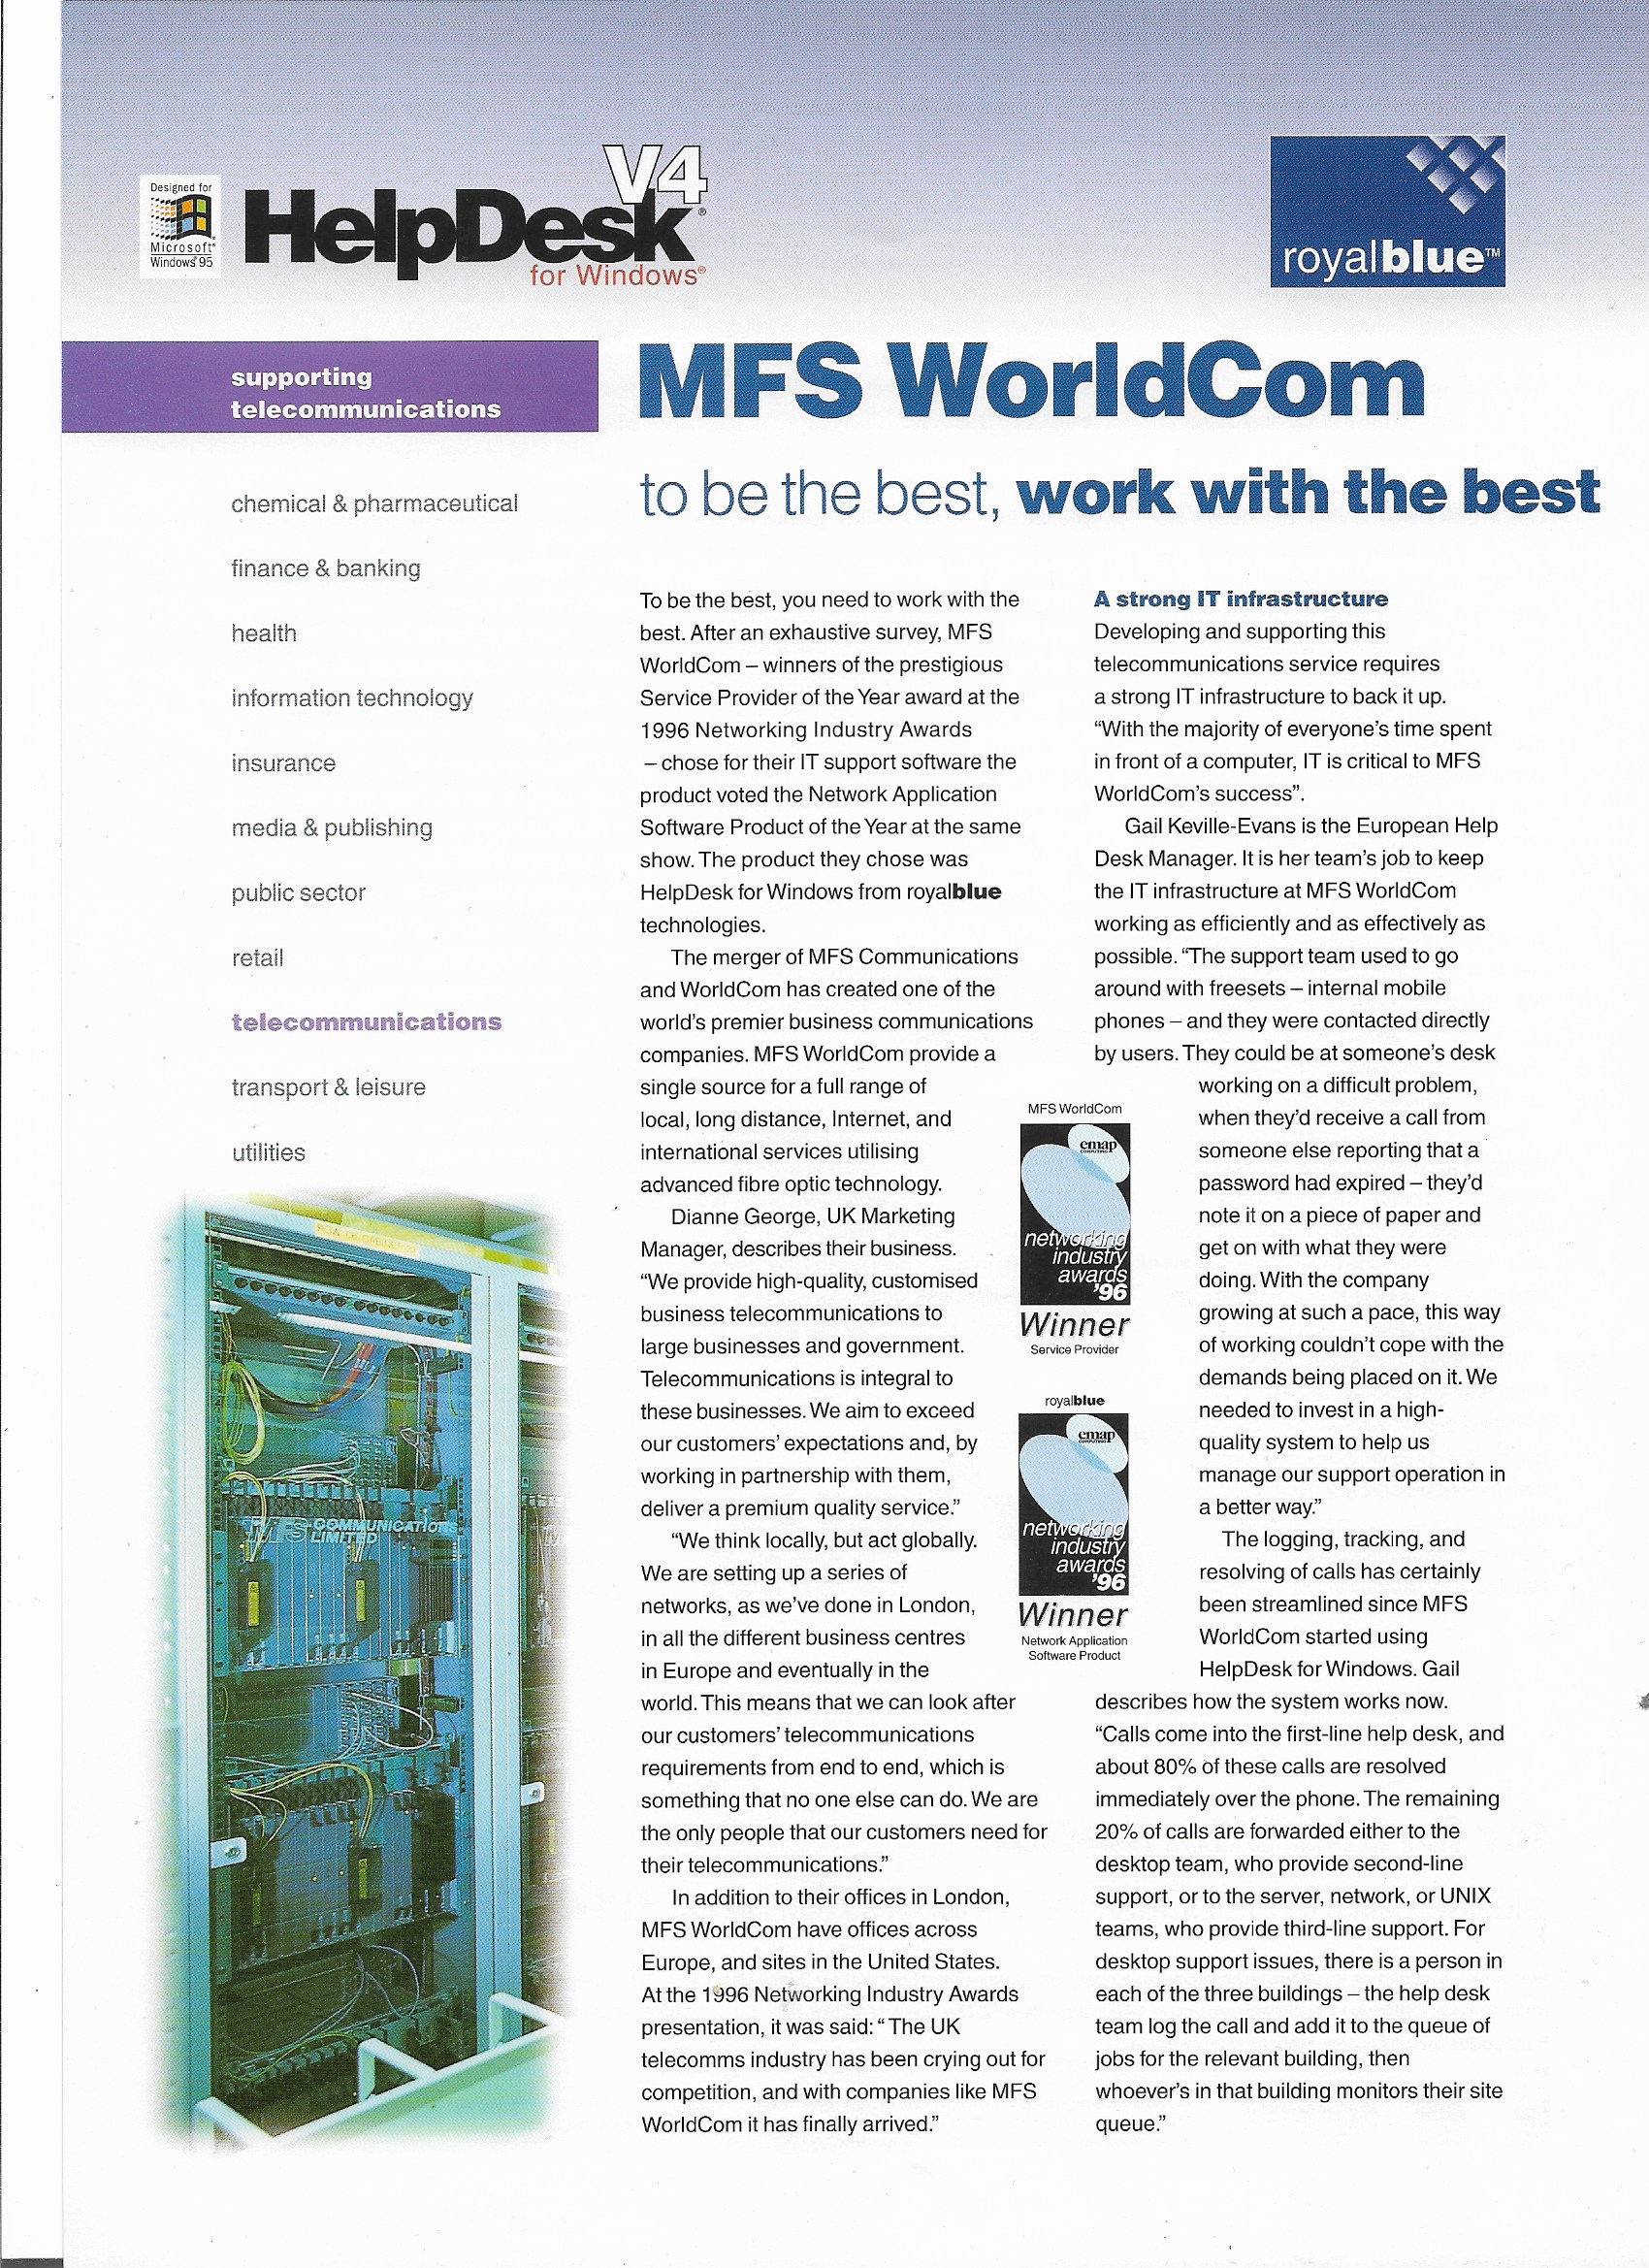 Designed for
Microsoft®
Windows®95
V4
HelpDesk®
for Windows®
royalblue™
supporting
telecommunications
chemical & pharmaceutical
finance & banking
health
information technology
insurance
media & publishing
public sector
retail
telecommunications
transport & leisure
utilities
MFS COMMUNICATIONS
LIMITED
MFS WorldCom
to be the best, work with the best
To be the best, you need to work with the
best. After an exhaustive survey, MFS
WorldCom – winners of the prestigious
Service Provider of the Year award at the
1996 Networking Industry Awards
– chose for their IT support software the
product voted the Network Application
Software Product of the Year at the same
show. The product they chose was
HelpDesk for Windows from royalblue
technologies.
The merger of MFS Communications
and WorldCom has created one of the
world's premier business communications
companies. MFS WorldCom provide a
single source for a full range of
local, long distance, Internet, and
international services utilising
advanced fibre optic technology.
Dianne George, UK Marketing
Manager, describes their business.
“We provide high-quality, customised
business telecommunications to
large businesses and government.
Telecommunications is integral to
these businesses. We aim to exceed
our customers' expectations and, by
working in partnership with them,
deliver a premium quality service.”
“We think locally, but act globally.
We are setting up a series of
networks, as we've done in London,
in all the different business centres
in Europe and eventually in the
world. This means that we can look after
our customers' telecommunications
requirements from end to end, which is
something that no one else can do. We are
the only people that our customers need for
their telecommunications.”
In addition to their offices in London,
MFS WorldCom have offices across
Europe, and sites in the United States.
At the 1996 Networking Industry Awards
presentation, it was said: “ The UK
telecomms industry has been crying out for
competition, and with companies like MFS
WorldCom it has finally arrived.”
MFS WorldCom
emap
COMPUTING
networking
industry
awards
'96
Winner
Service Provider
royalblue
emap
COMPUTING
networking
industry
awards
'96
Winner
Network Application
Software Product
A strong IT infrastructure
Developing and supporting this
telecommunications service requires
a strong IT infrastructure to back it up.
“With the majority of everyone's time spent
in front of a computer, IT is critical to MFS
WorldCom's success”.
Gail Keville-Evans is the European Help
Desk Manager. It is her team's job to keep
the IT infrastructure at MFS WorldCom
working as efficiently and as effectively as
possible. “The support team used to go
around with freesets – internal mobile
phones – and they were contacted directly
by users. They could be at someone's desk
working on a difficult problem,
when they'd receive a call from
someone else reporting that a
password had expired – they'd
note it on a piece of paper and
get on with what they were
doing. With the company
growing at such a pace, this way
of working couldn't cope with the
demands being placed on it. We
needed to invest in a high-
quality system to help us
manage our support operation in
a better way.”
The logging, tracking, and
resolving of calls has certainly
been streamlined since MFS
WorldCom started using
HelpDesk for Windows. Gail
describes how the system works now.
“Calls come into the first-line help desk, and
about 80% of these calls are resolved
immediately over the phone. The remaining
20% of calls are forwarded either to the
desktop team, who provide second-line
support, or to the server, network, or UNIX
teams, who provide third-line support. For
desktop support issues, there is a person in
each of the three buildings – the help desk
team log the call and add it to the queue of
jobs for the relevant building, then
whoever's in that building monitors their site
queue.”